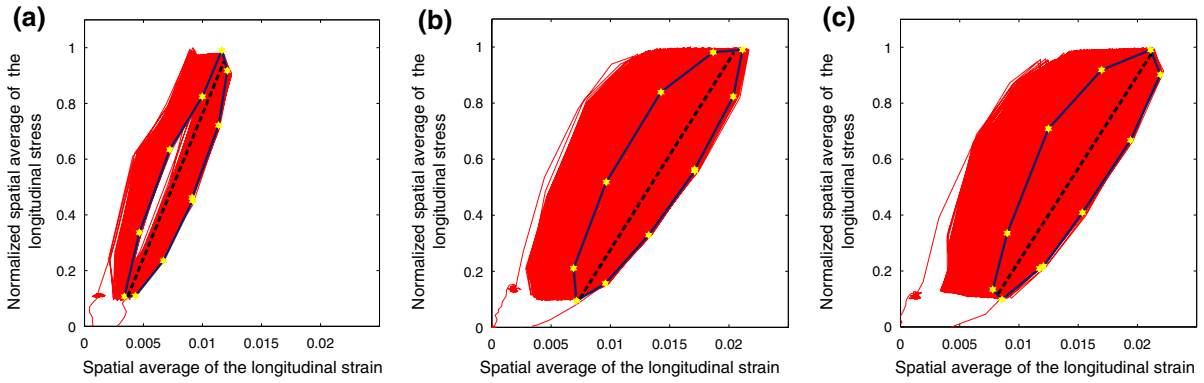 (a)
Normalized spatial average of the
longitudinal stress
1
0.8
0.6
0.4
0.2
0
0 0.005 0.01 0.015 0.02
Spatial average of the longitudinal strain
(b)
Normalized spatial average of the
longitudinal stress
1
0.8
0.6
0.4
0.2
0
0 0.005 0.01 0.015 0.02
Spatial average of the longitudinal strain
(c)
Normalized spatial average of the
longitudinal stress
1
0.8
0.6
0.4
0.2
0
0 0.005 0.01 0.015 0.02
Spatial average of the longitudinal strain